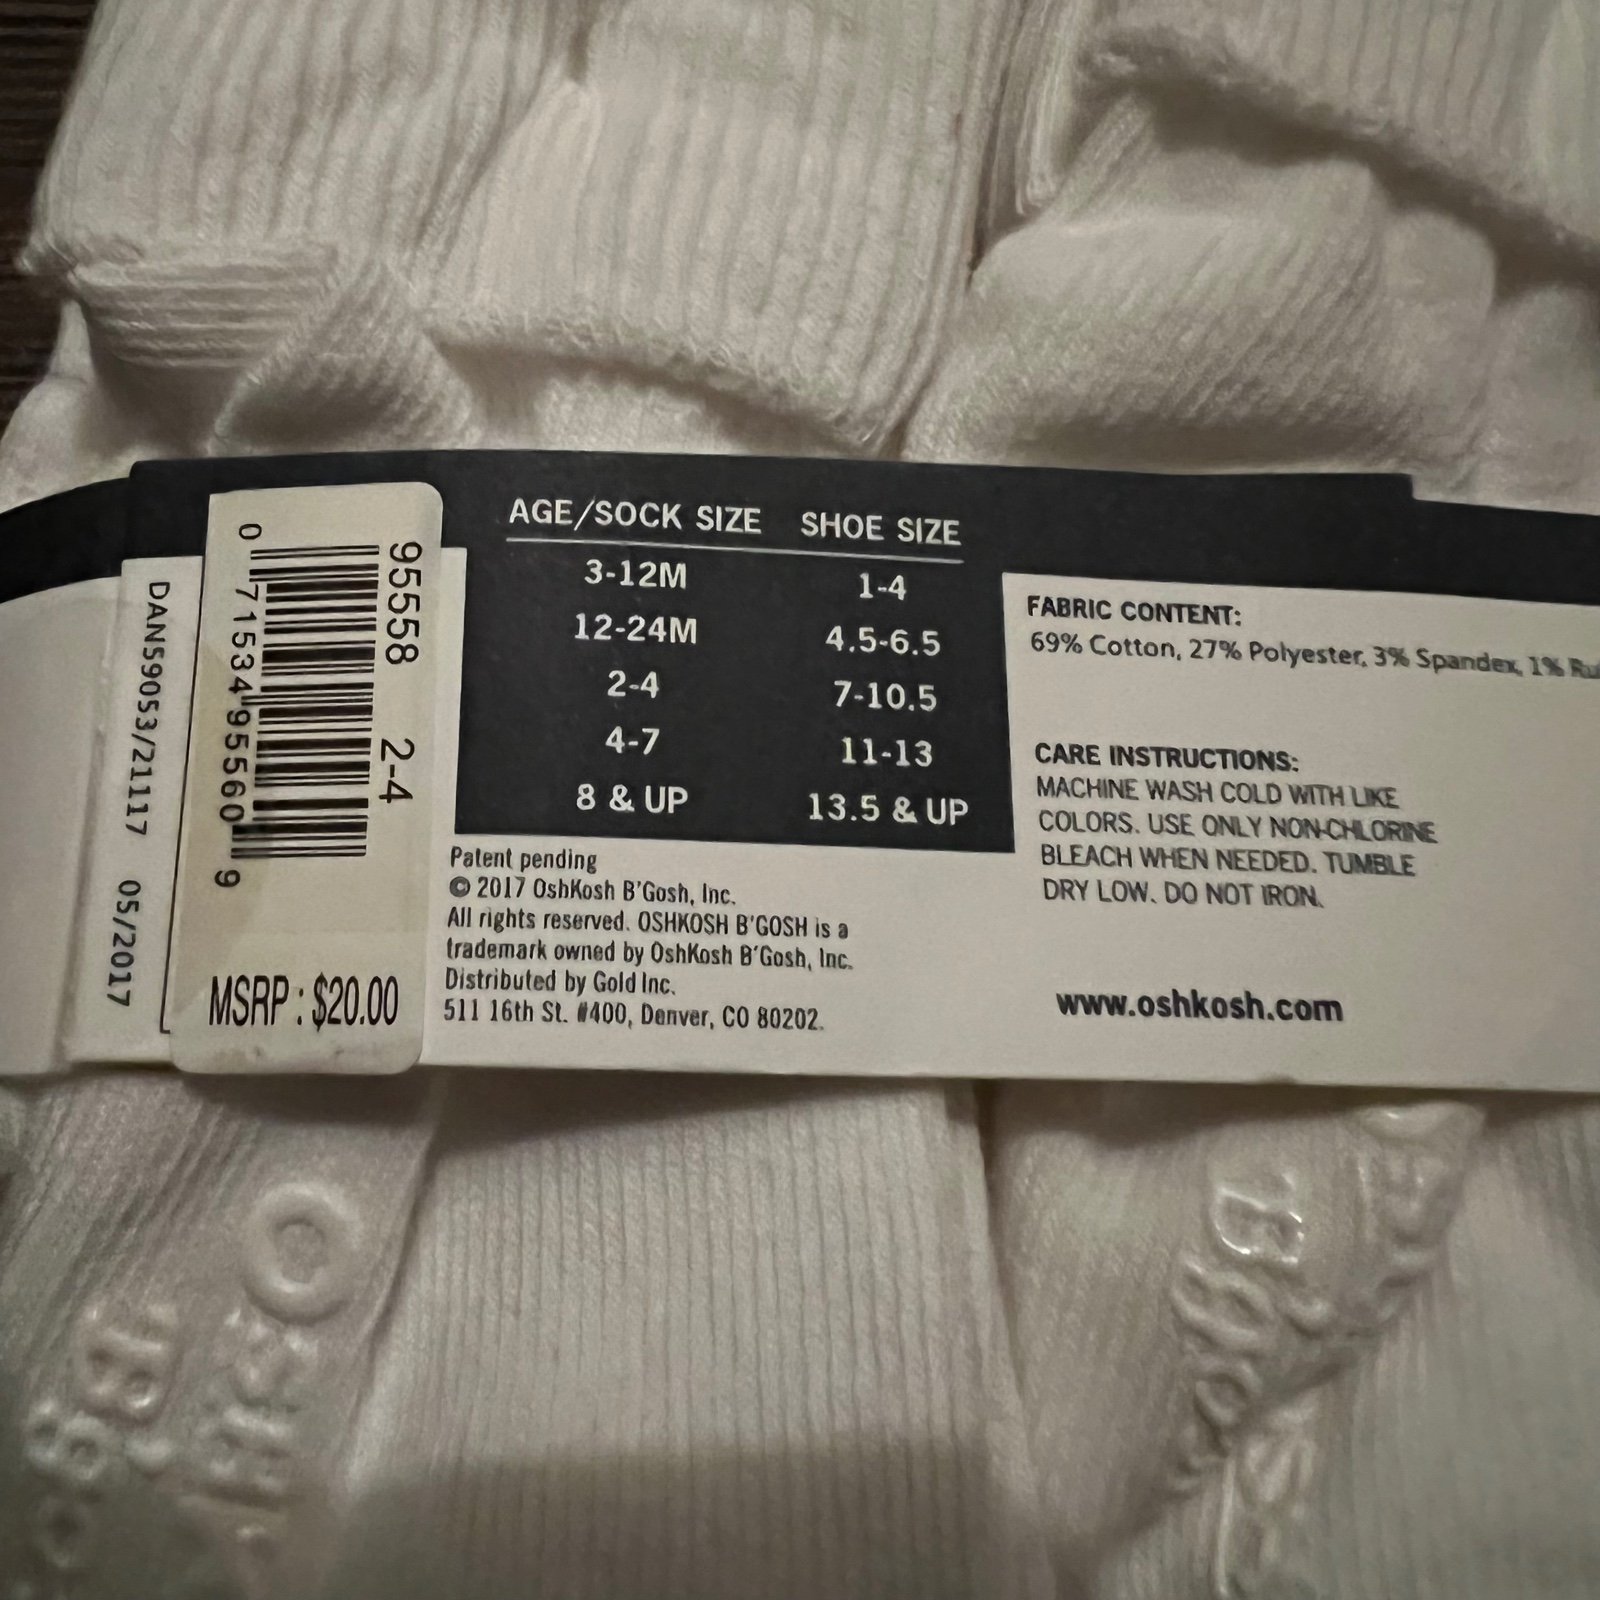 DAN59053/21117 05/2017
95558 2-4
0 71534 95560 9
MSRP : $20.00
AGE/SOCK SIZE SHOE SIZE
3-12M 1-4
12-24M 4.5-6.5
2-4 7-10.5
4-7 11-13
8 & UP 13.5 & UP
Patent pending
© 2017 OshKosh B'Gosh, Inc.
All rights reserved. OSHKOSH B'GOSH is a
trademark owned by OshKosh B'Gosh, Inc.
Distributed by Gold Inc.
511 16th St. #400, Denver, CO 80202.
FABRIC CONTENT:
69% Cotton, 27% Polyester, 3% Spandex, 1%
CARE INSTRUCTIONS:
MACHINE WASH COLD WITH LIKE
COLORS. USE ONLY NON-CHLORINE
BLEACH WHEN NEEDED. TUMBLE
DRY LOW. DO NOT IRON.
www.oshkosh.com